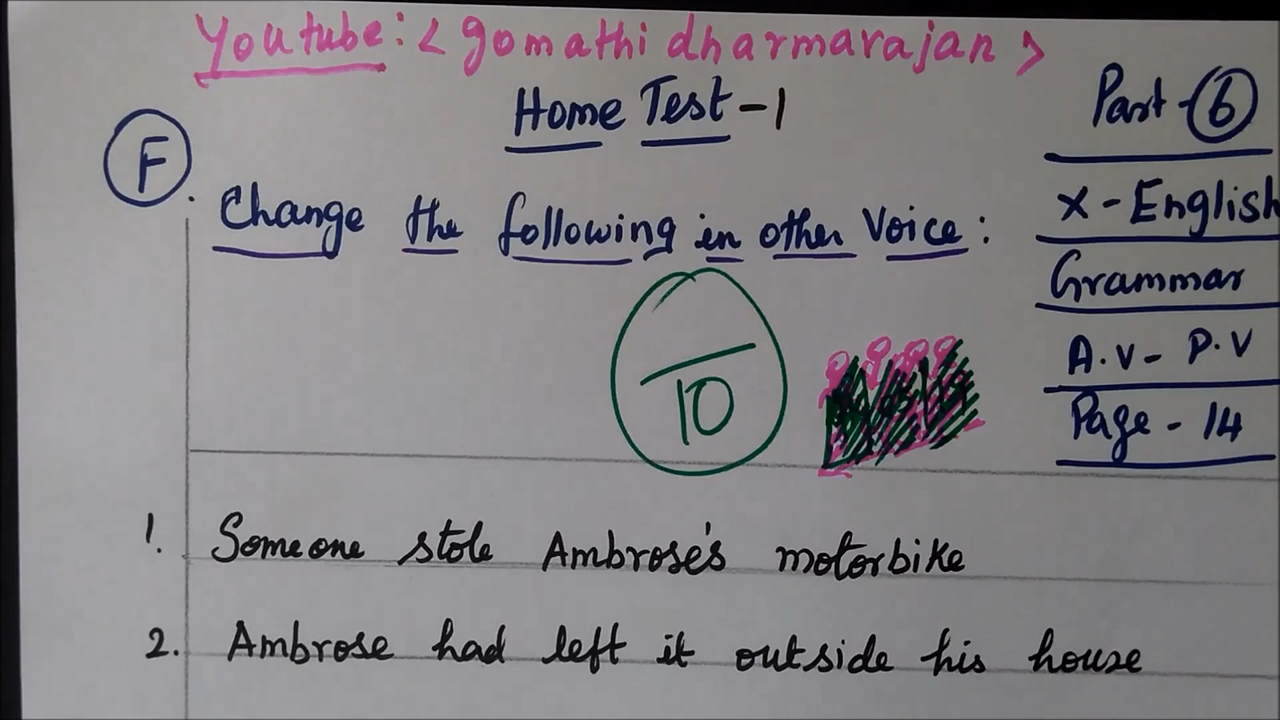 Youtube: < gomathi dharmarajan >
Home Test - 1
Part - 6
F
X - English
Change the following in other Voice:
Grammar
A.V - P.V
10
Page - 14
1. Someone stole Ambrose's motorbike
2. Ambrose had left it outside his house